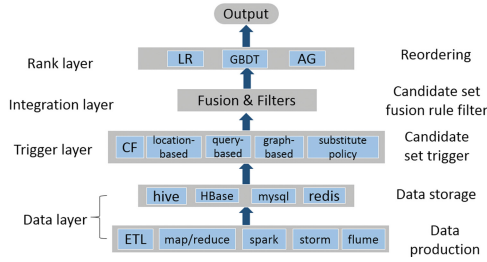 Output
Rank layer
LR
GBDT
AG
Reordering
Integration layer
Fusion & Filters
Candidate set
fusion rule filter
Trigger layer
CF
location-
based
query-
based
graph-
based
substitute
policy
Candidate
set trigger
Data layer
hive
HBase
mysql
redis
Data storage
ETL
map/reduce
spark
storm
flume
Data
production